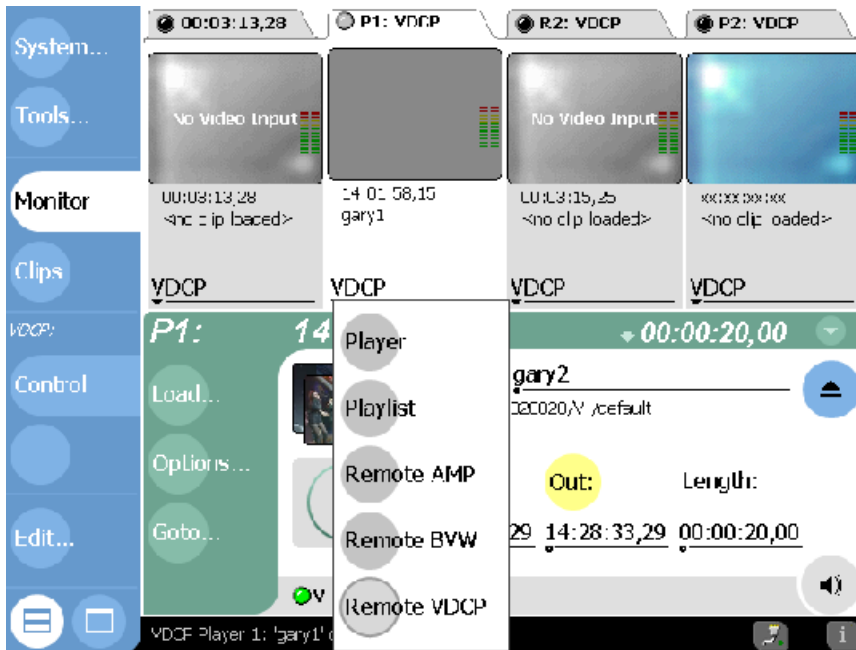 System...
00:03:13,28
P1: VDCP
R2: VDCP
P2: VDCP
Tools...
No Video Input
No Video Input
Monitor
00:03:13,28
<no clip loaded>
14:01:58,15
gary1
00:03:15,25
<no clip loaded>
xx:xx:xx:xx
<no clip loaded>
Clips
VDCP
VDCP
VDCP
VDCP
VDCP:
P1:
14
00:00:20,00
Player
Control
Load...
gary2
Playlist
Options...
Remote AMP
Out:
Length:
Edit...
Goto...
Remote BVW
29
14:28:33,29
00:00:20,00
V
Remote VDCP
VDCP Player 1: 'gary1'
i